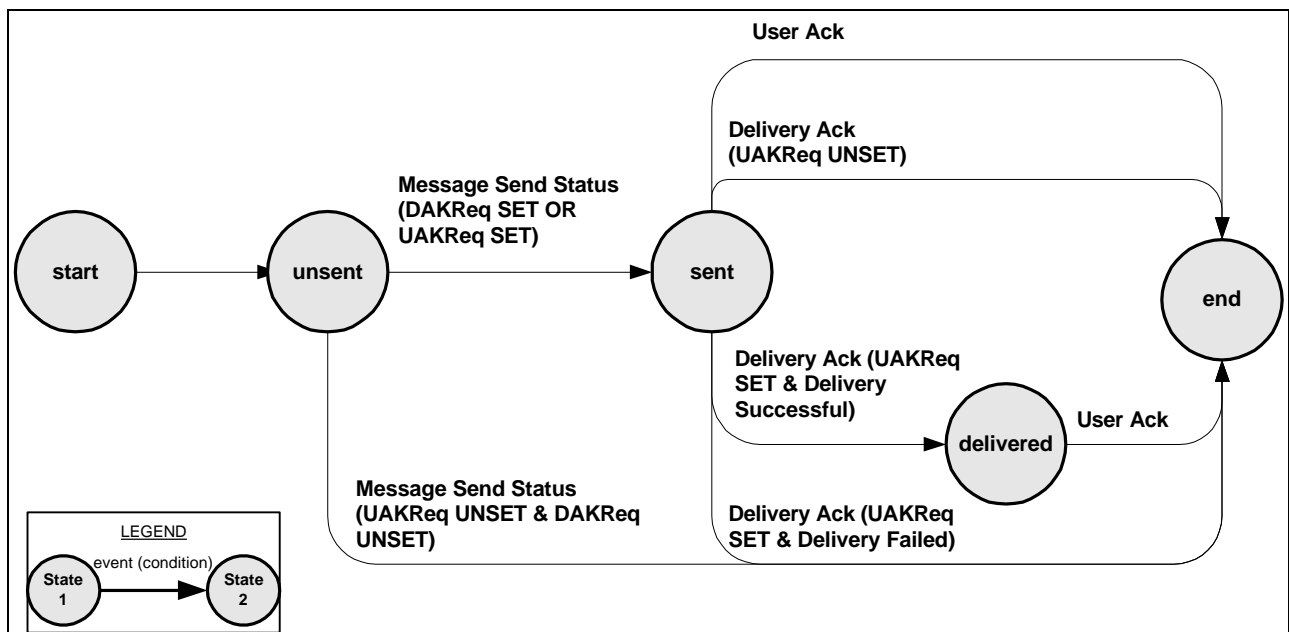 User Ack
Delivery Ack
(UAKReq UNSET)
Message Send Status
(DAKReq SET OR
UAKReq SET)
start
unsent
sent
end
Delivery Ack (UAKReq
SET & Delivery
Successful)
delivered
User Ack
Message Send Status
(UAKReq UNSET & DAKReq
UNSET)
Delivery Ack (UAKReq
SET & Delivery Failed)
LEGEND
event (condition)
State
1
State
2